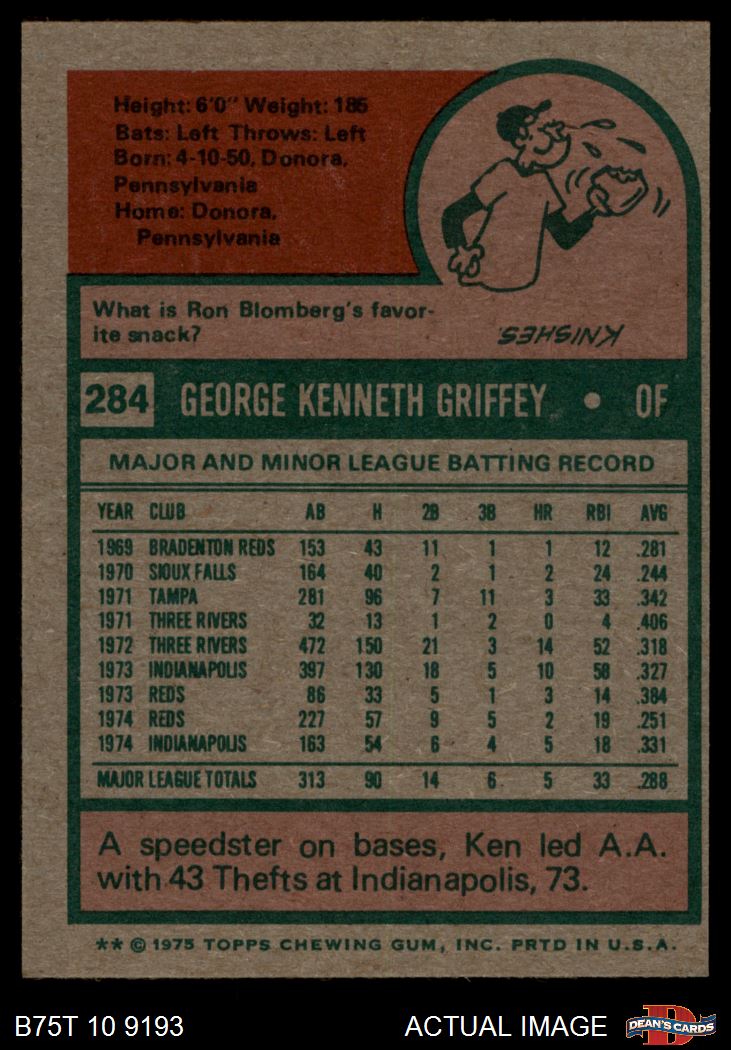 Height: 6'0" Weight: 185
Bats: Left Throws: Left
Born: 4-10-50, Donora,
Pennsylvania
Home: Donora,
Pennsylvania
What is Ron Blomberg's favor-
ite snack?
KNISHES.
284 GEORGE KENNETH GRIFFEY • OF
MAJOR AND MINOR LEAGUE BATTING RECORD
YEAR CLUB AB H 2B 3B HR RBI AVG
1969 BRADENTON REDS 153 43 11 1 1 12 .281
1970 SIOUX FALLS 164 40 2 1 2 24 .244
1971 TAMPA 281 96 7 11 3 33 .342
1971 THREE RIVERS 32 13 1 2 0 4 .406
1972 THREE RIVERS 472 150 21 3 14 52 .318
1973 INDIANAPOLIS 397 130 18 5 10 58 .327
1973 REDS 86 33 5 1 3 14 .384
1974 REDS 227 57 9 5 2 19 .251
1974 INDIANAPOLIS 163 54 6 4 5 18 .331
MAJOR LEAGUE TOTALS 313 90 14 6 5 33 .288
A speedster on bases, Ken led A.A.
with 43 Thefts at Indianapolis, 73.
** © 1975 TOPPS CHEWING GUM, INC. PRTD IN U.S.A.
B75T 10 9193 ACTUAL IMAGE DEAN'S CARDS